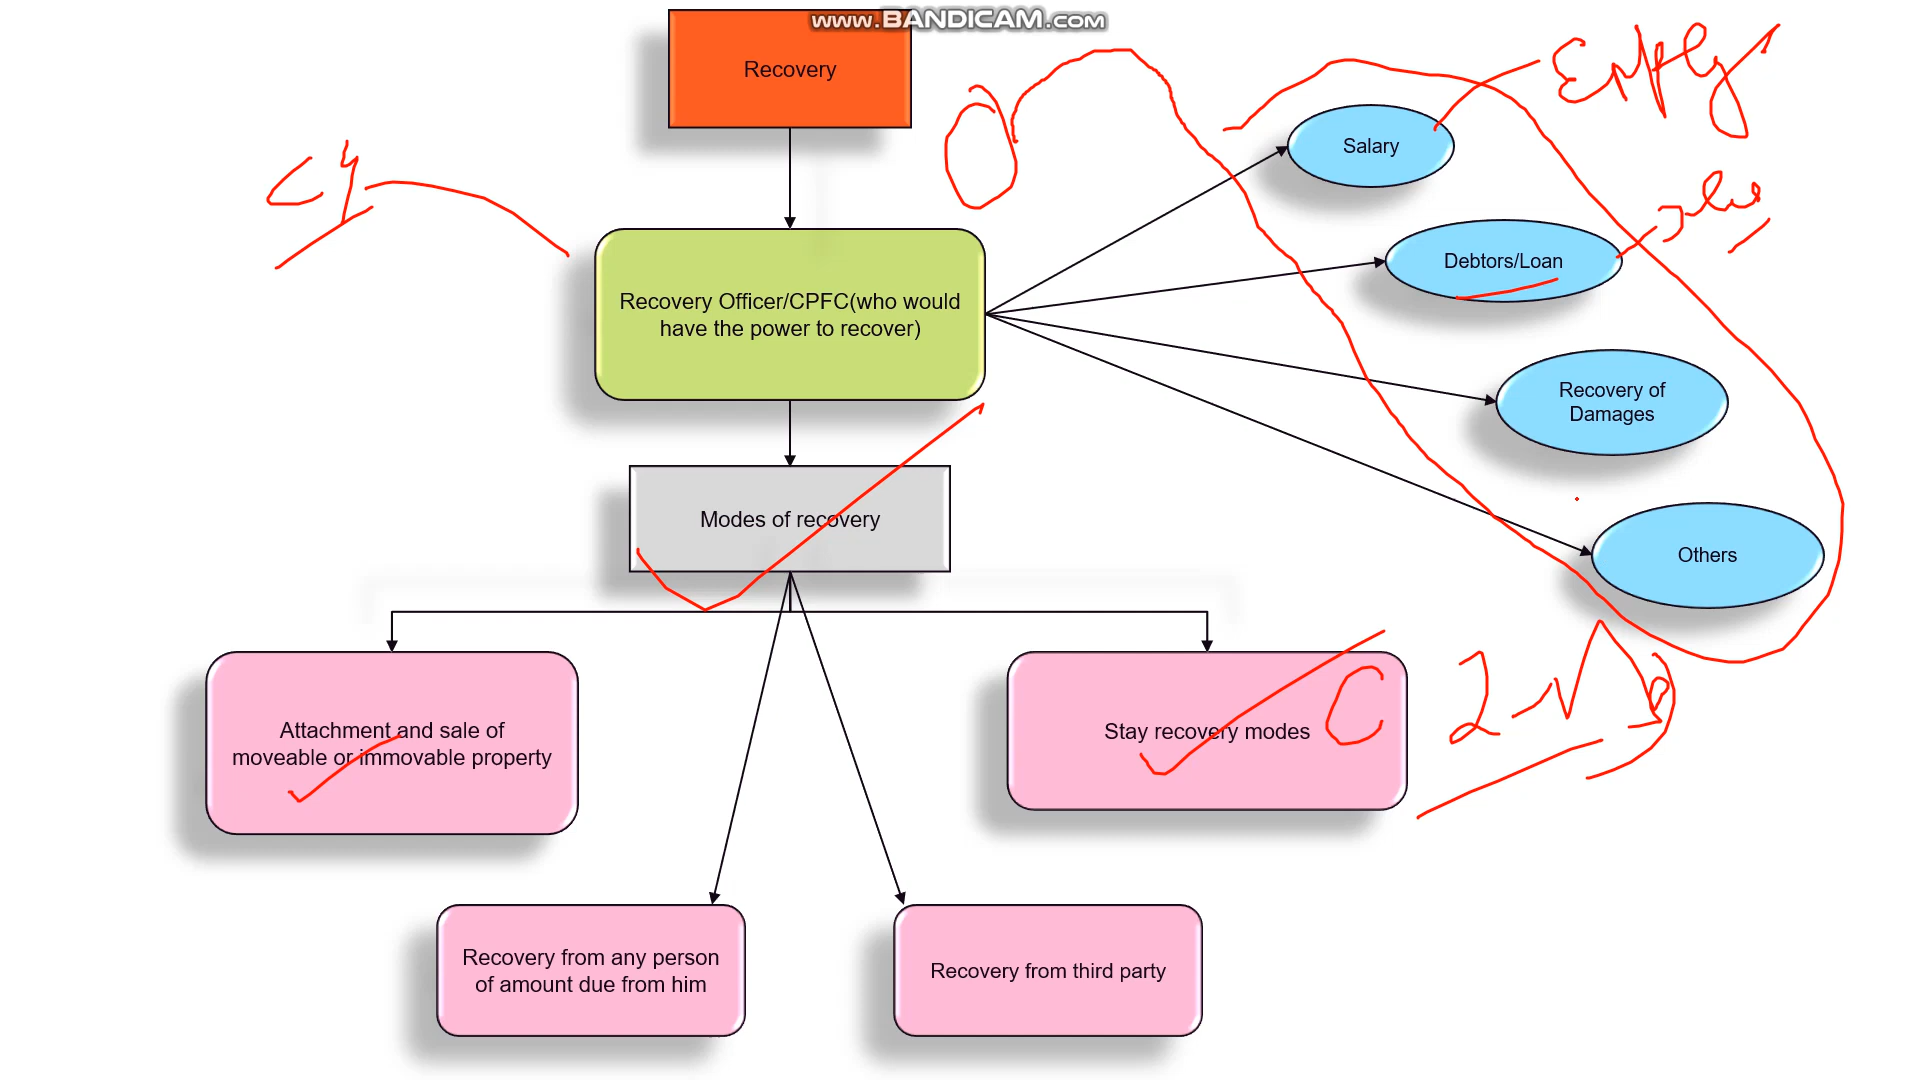 www.BANDICAM.com
Recovery
Salary
Debtors/Loan
Recovery Officer/CPFC(who would
have the power to recover)
Recovery of
Damages
Modes of recovery
Others
Attachment and sale of
moveable or immovable property
Stay recovery modes
Recovery from any person
of amount due from him
Recovery from third party